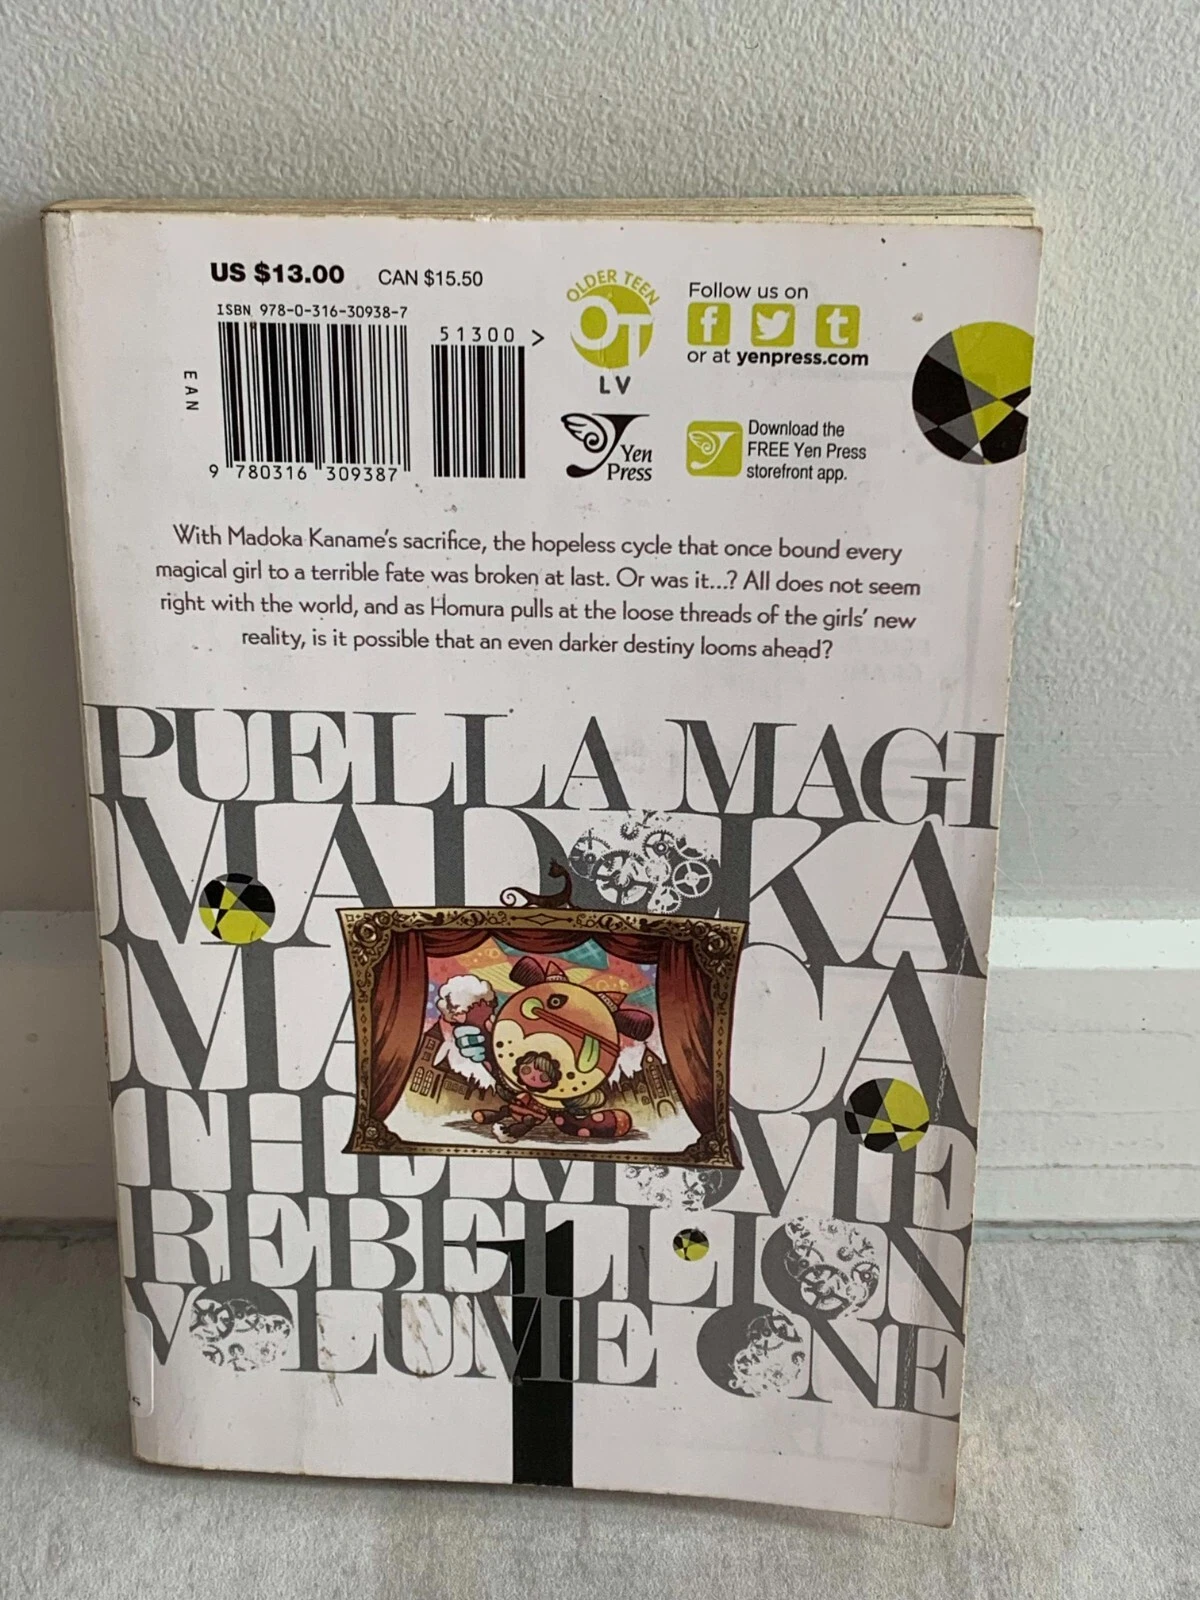 US $13.00 CAN $15.50
ISBN 978-0-316-30938-7
51300 >
EAN
9 780316 309387
OLDER TEEN
OT
LV
Yen
Press
Follow us on
f t
or at yenpress.com
Download the
FREE Yen Press
storefront app.
With Madoka Kaname's sacrifice, the hopeless cycle that once bound every
magical girl to a terrible fate was broken at last. Or was it...? All does not seem
right with the world, and as Homura pulls at the loose threads of the girls' new
reality, is it possible that an even darker destiny looms ahead?
PUELLA MAGI
MADOKA
MA CA
THE MOVIE
REBELLION
VOLUME ONE
1